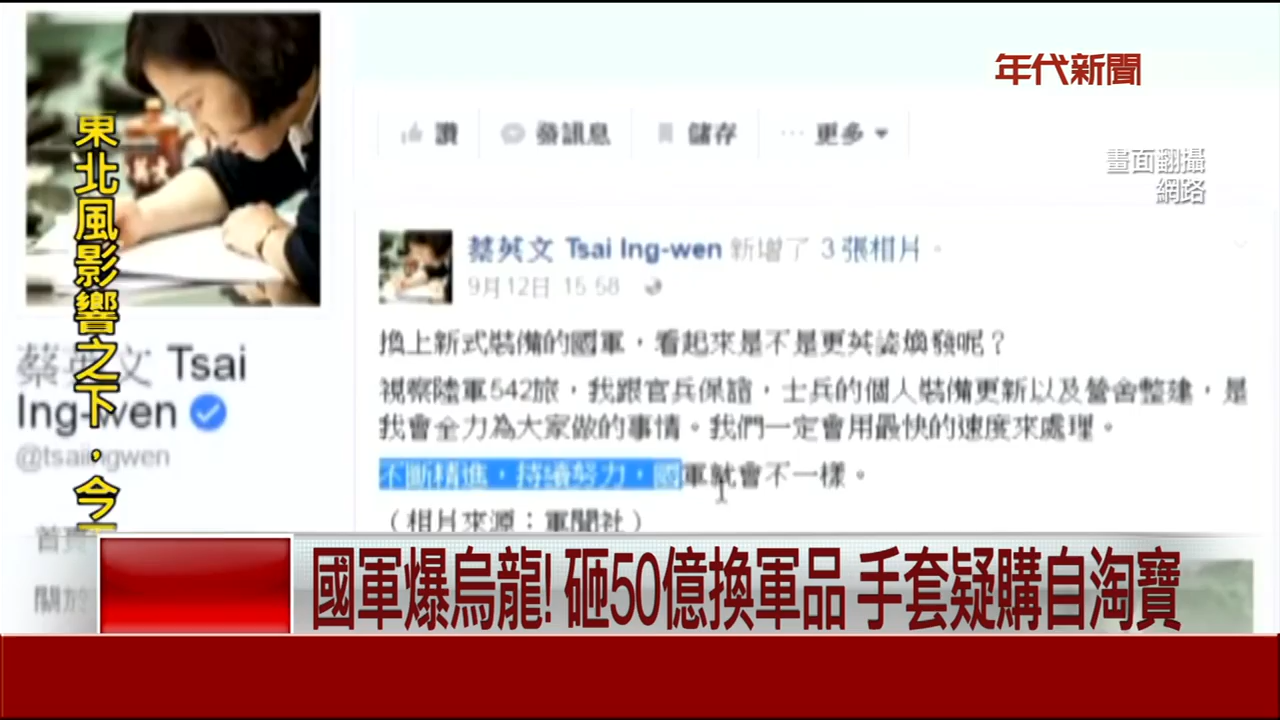 年代新聞
畫面翻攝
網路
東北風影響之下，今
讚
發訊息
儲存
更多
蔡英文 Tsai Ing-wen 新增了 3 張相片。
9月12日 15:58
換上新式裝備的國軍，看起來是不是更英姿煥發呢？
視察陸軍542旅，我跟官兵保證，士兵的個人裝備更新以及營舍整建，是
我會全力為大家做的事情。我們一定會用最快的速度來處理。
不斷精進，持續努力，國軍就會不一樣。
（相片來源：軍聞社）
蔡英文 Tsai
Ing-wen
@tsaiingwen
首頁
關於
國軍爆烏龍! 砸50億換軍品 手套疑購自淘寶